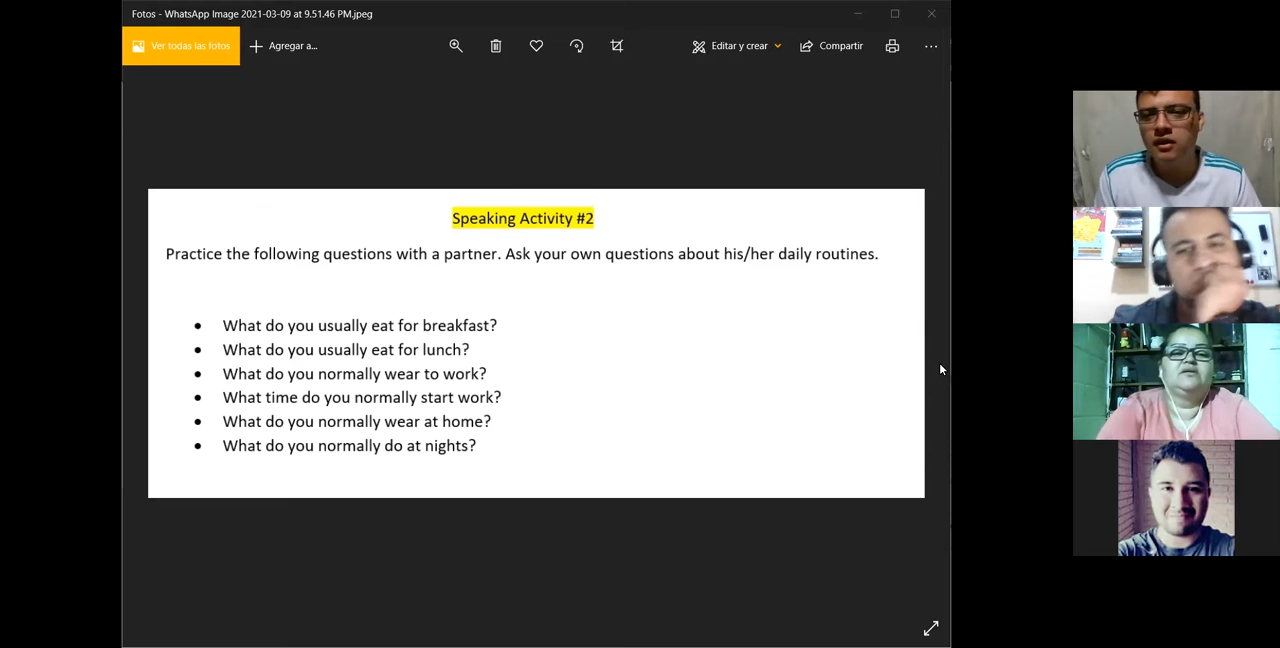 Fotos - WhatsApp Image 2021-03-09 at 9.51.46 PM.jpeg
Ver todas las fotos
Agregar a...
Editar y crear
Compartir
Speaking Activity #2
Practice the following questions with a partner. Ask your own questions about his/her daily routines.
• What do you usually eat for breakfast?
• What do you usually eat for lunch?
• What do you normally wear to work?
• What time do you normally start work?
• What do you normally wear at home?
• What do you normally do at nights?